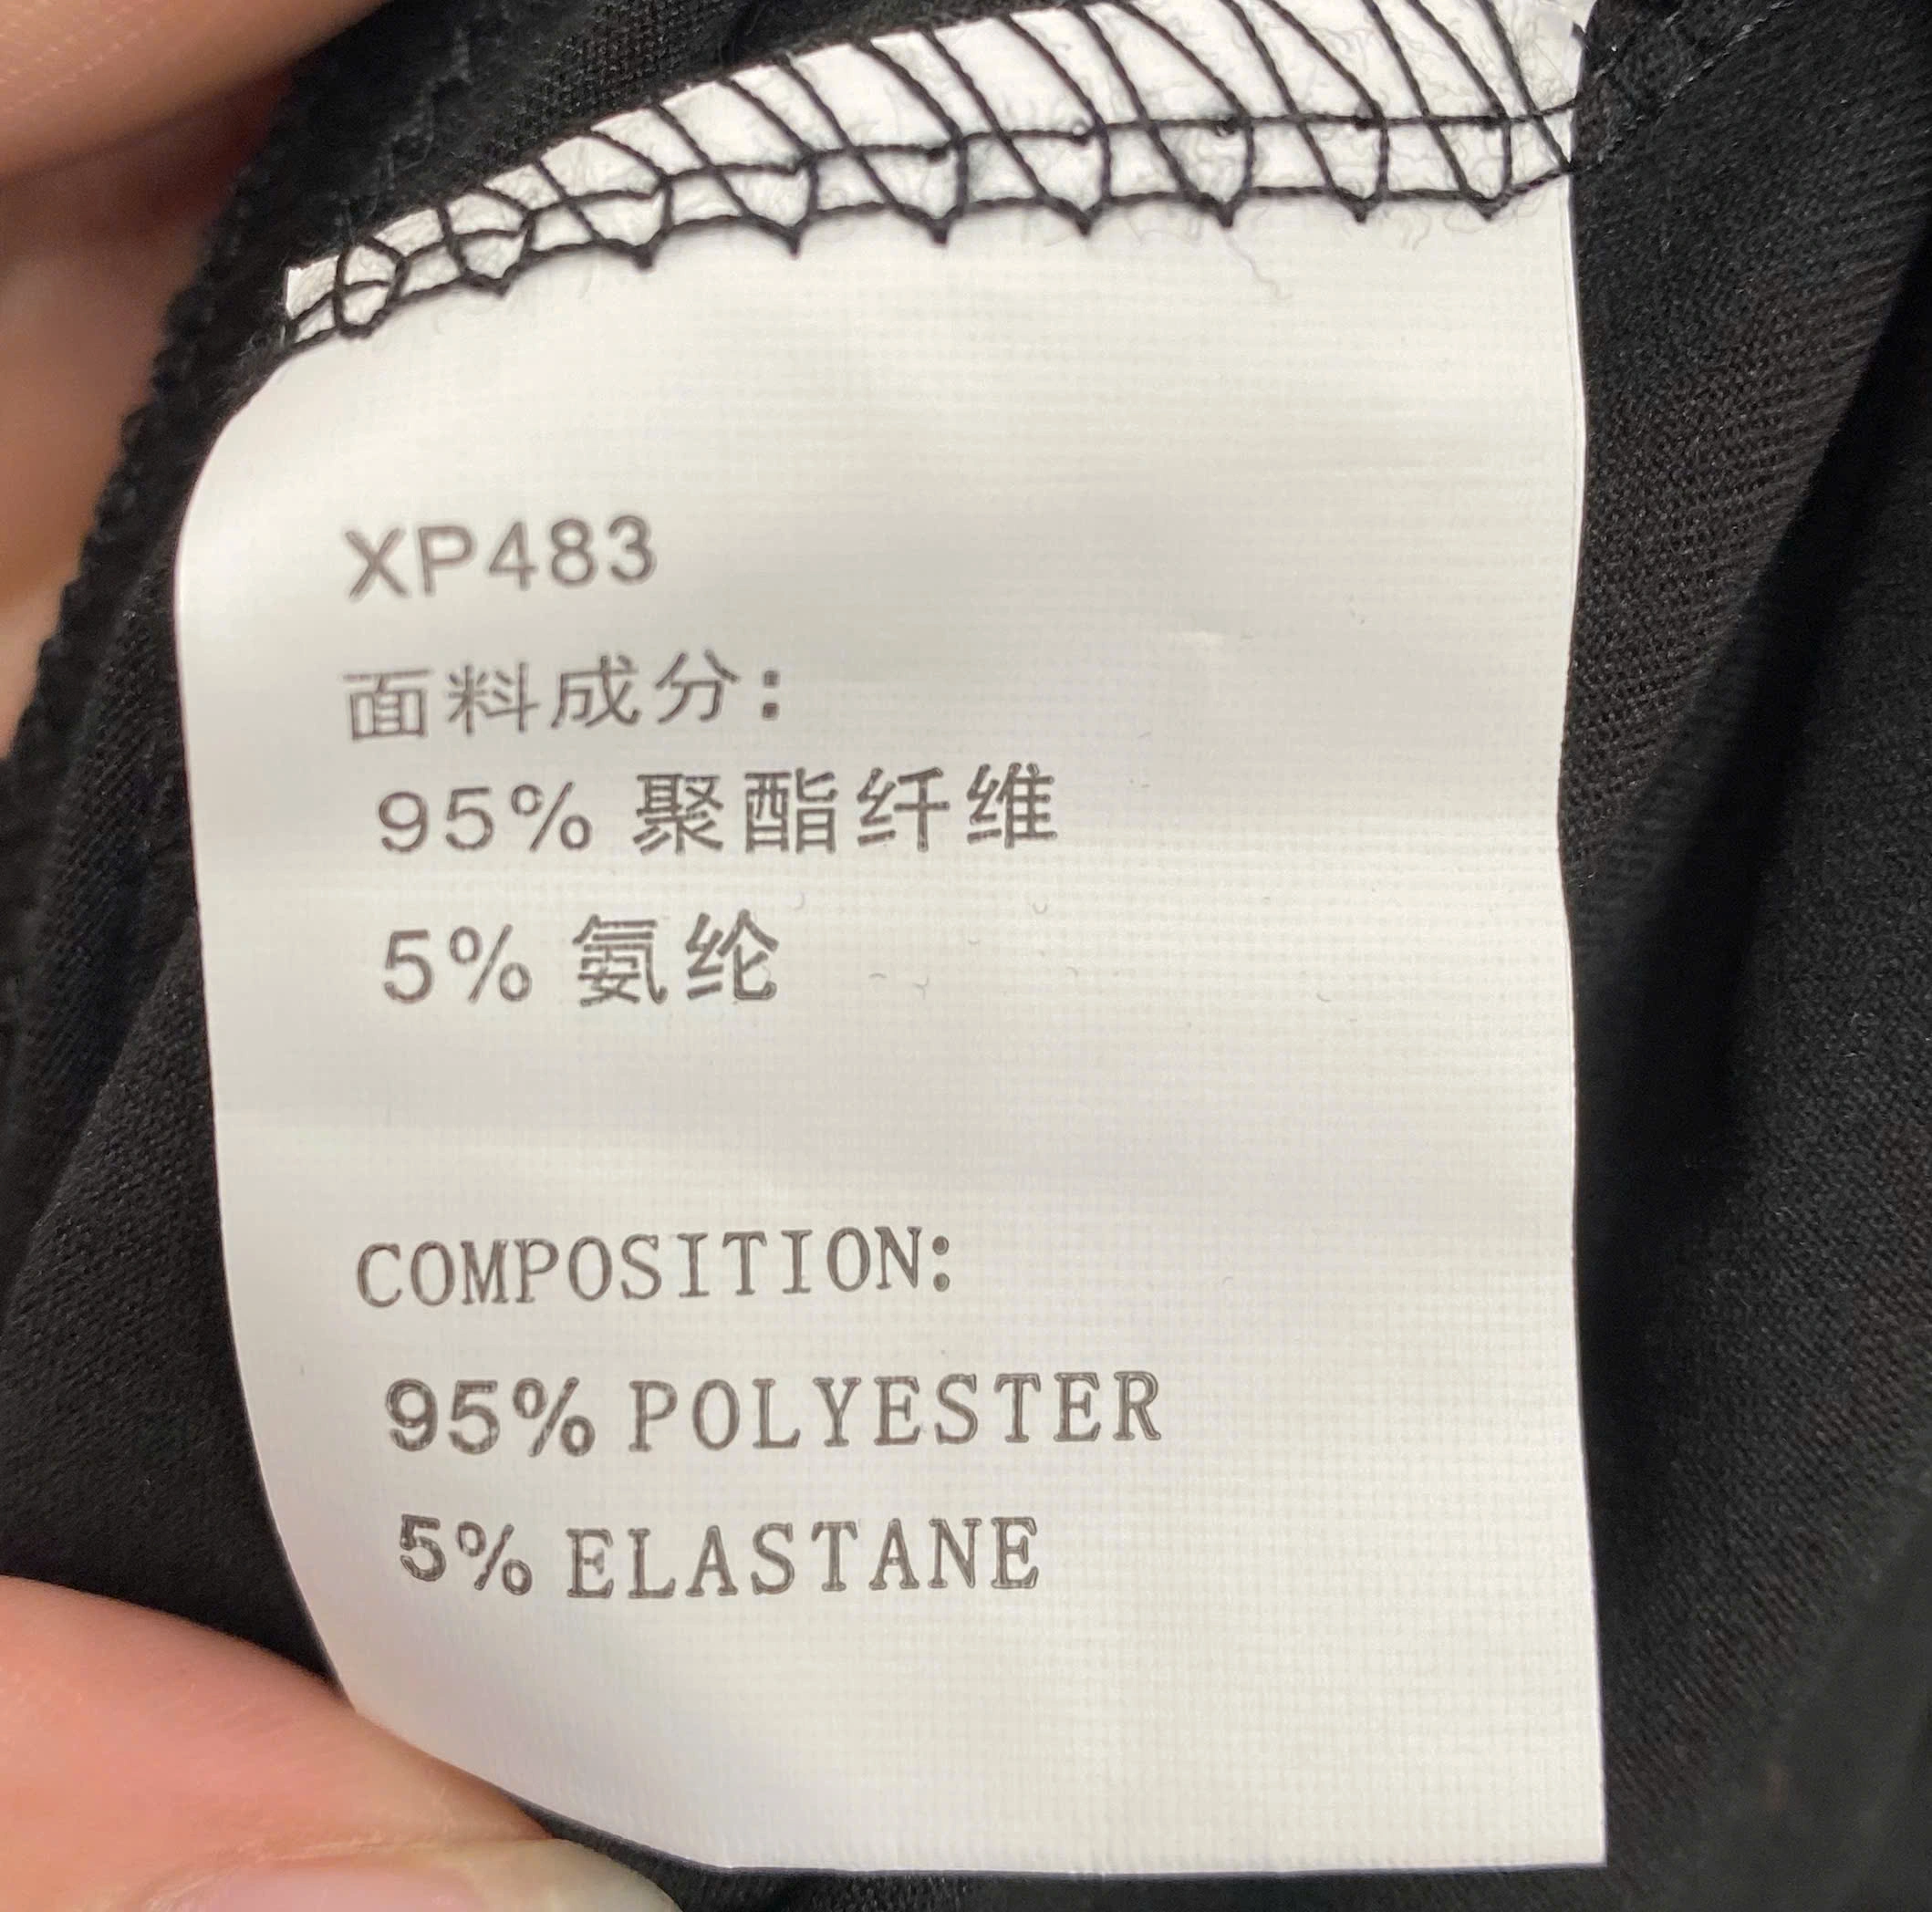 XP483
面料成分：
95% 聚酯纤维
5% 氨纶
COMPOSITION:
95% POLYESTER
5% ELASTANE